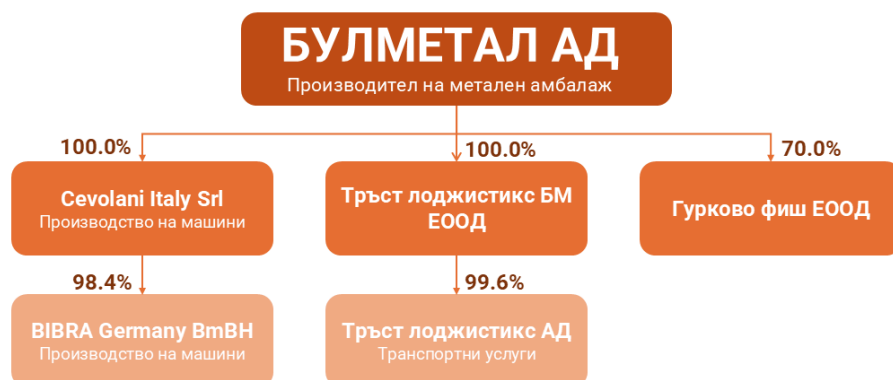 БУЛМЕТАЛ АД
Производител на метален амбалаж
100.0%
100.0%
70.0%
Cevolani Italy Srl
Производство на машини
Тръст лоджистикс БМ
ЕООД
Гурково фиш ЕООД
98.4%
99.6%
BIBRA Germany BmBH
Производство на машини
Тръст лоджистикс АД
Транспортни услуги